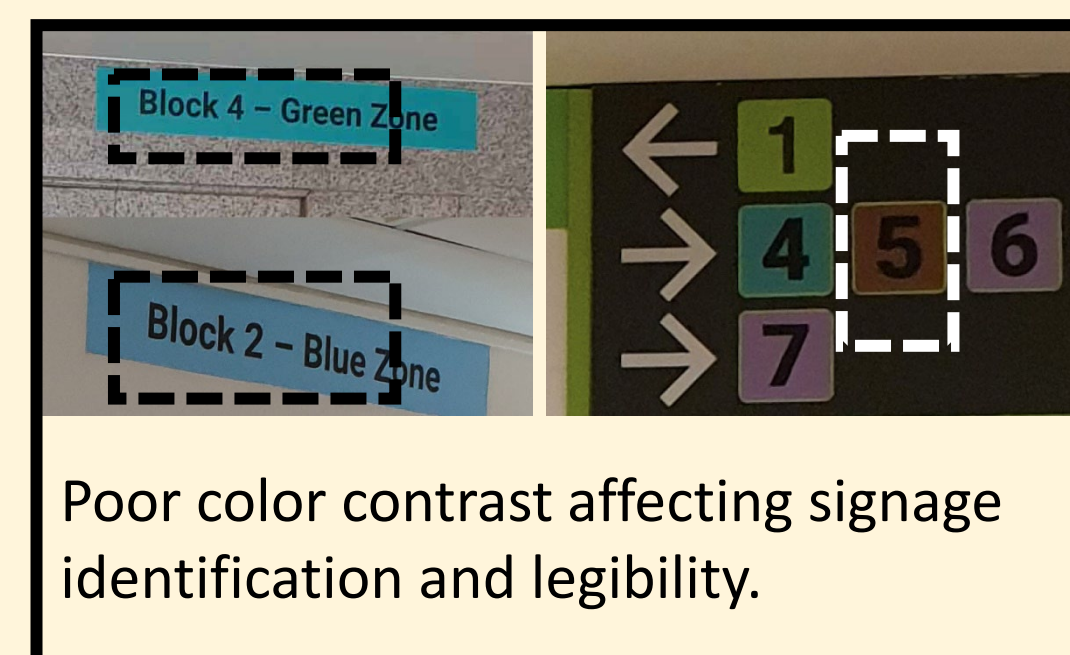 Block 4 – Green Zone
Block 2 – Blue Zone
← 1
→ 4 5 6
→ 7
Poor color contrast affecting signage
identification and legibility.